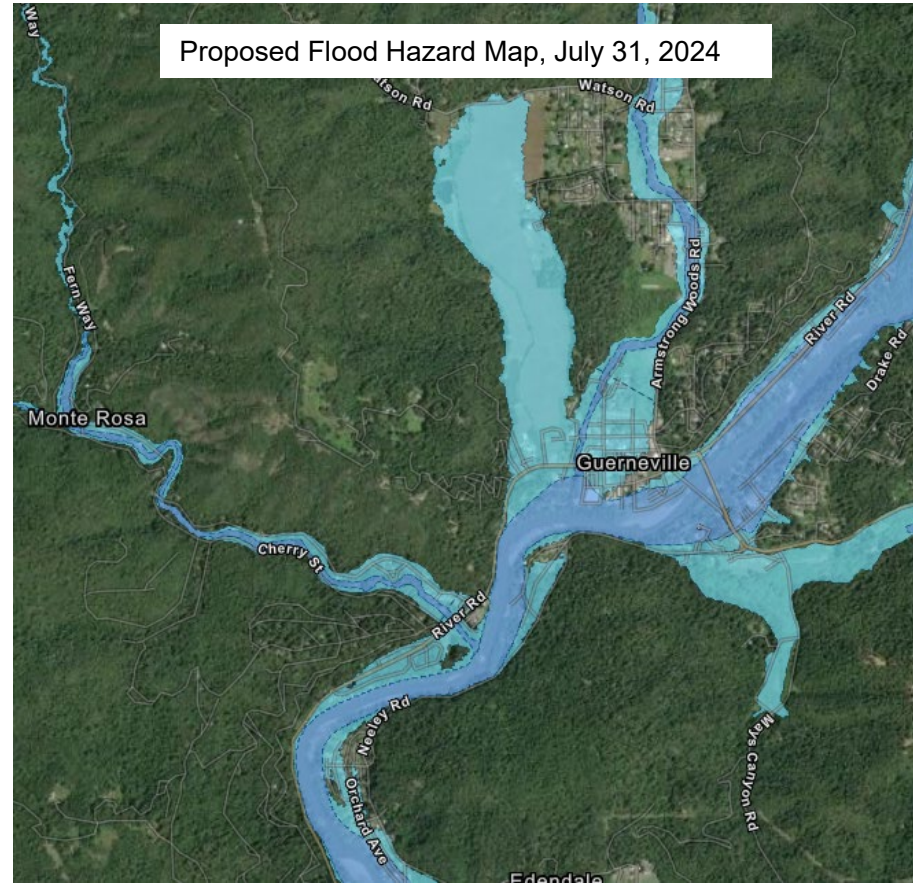 Way
Proposed Flood Hazard Map, July 31, 2024
Watson Rd
Watson Rd
Fern Way
Armstrong Woods Rd
River Rd
Drake Rd
Monte Rosa
Guerneville
Cherry St
River Rd
Neeley Rd
Orchard Ave
Mays Canyon Rd
Edendale